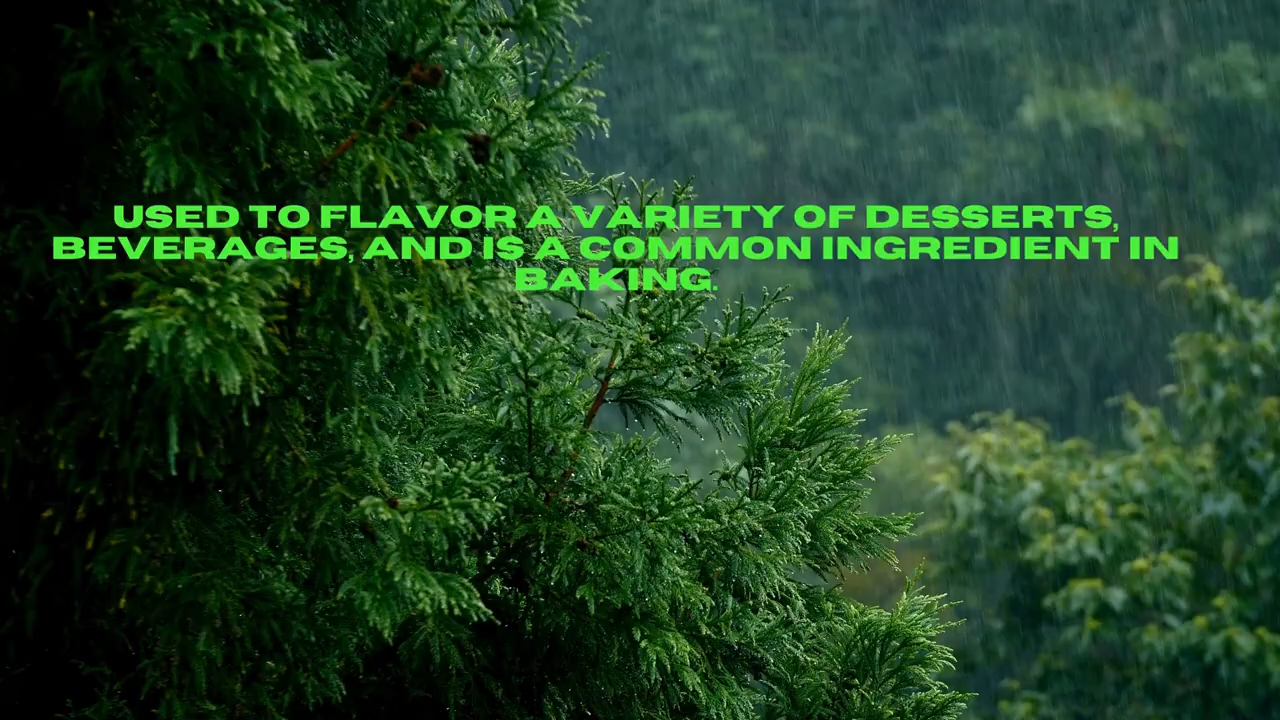 USED TO FLAVOR A VARIETY OF DESSERTS,
BEVERAGES, AND IS A COMMON INGREDIENT IN
BAKING.